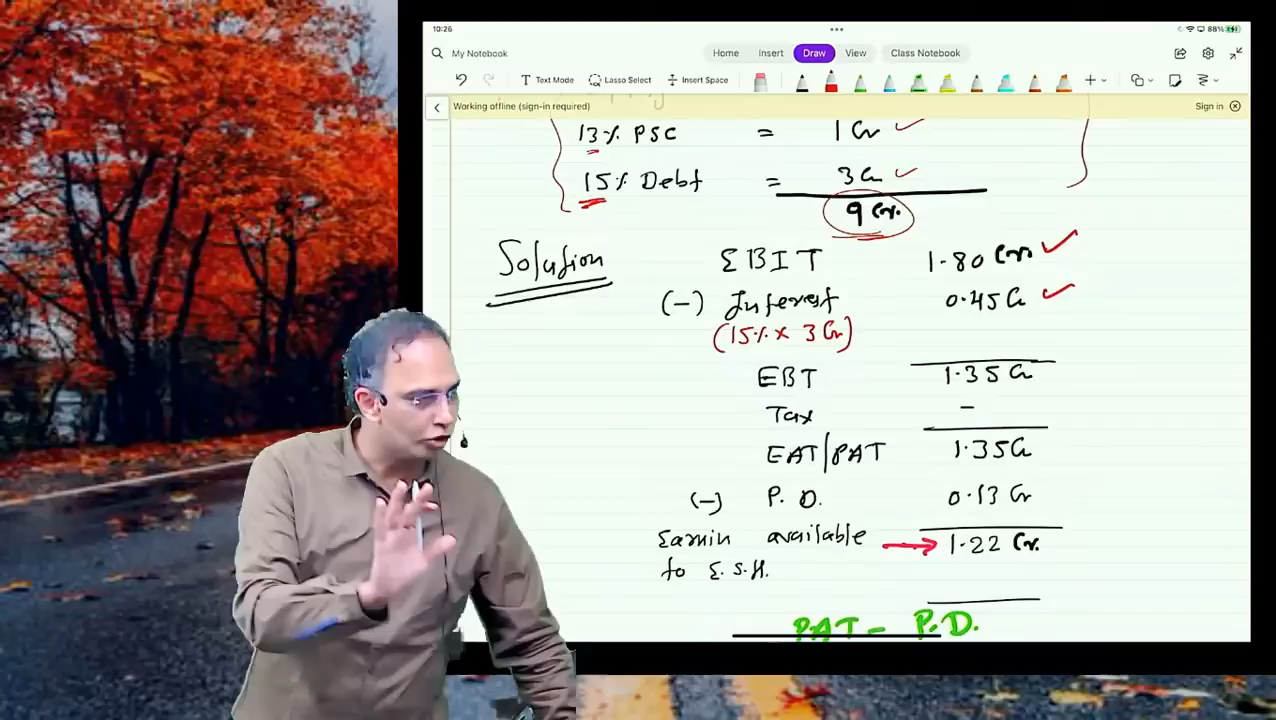 10:26
88%
My Notebook
Home Insert Draw View Class Notebook
Text Mode Lasso Select Insert Space
Working offline (sign-in required) Sign in
13% PSC = 1 Cr
15% Debt = 3 Cr
9 Cr.
Solution
EBIT 1.80 Crs
(-) Interest 0.45 Cr
(15% x 3 Cr)
EBT 1.35 Cr
Tax -
EAT/PAT 1.35 Cr
(-) P. D. 0.13 Cr
Earnin available → 1.22 Cr.
to E. S. H.
PAT - P.D.